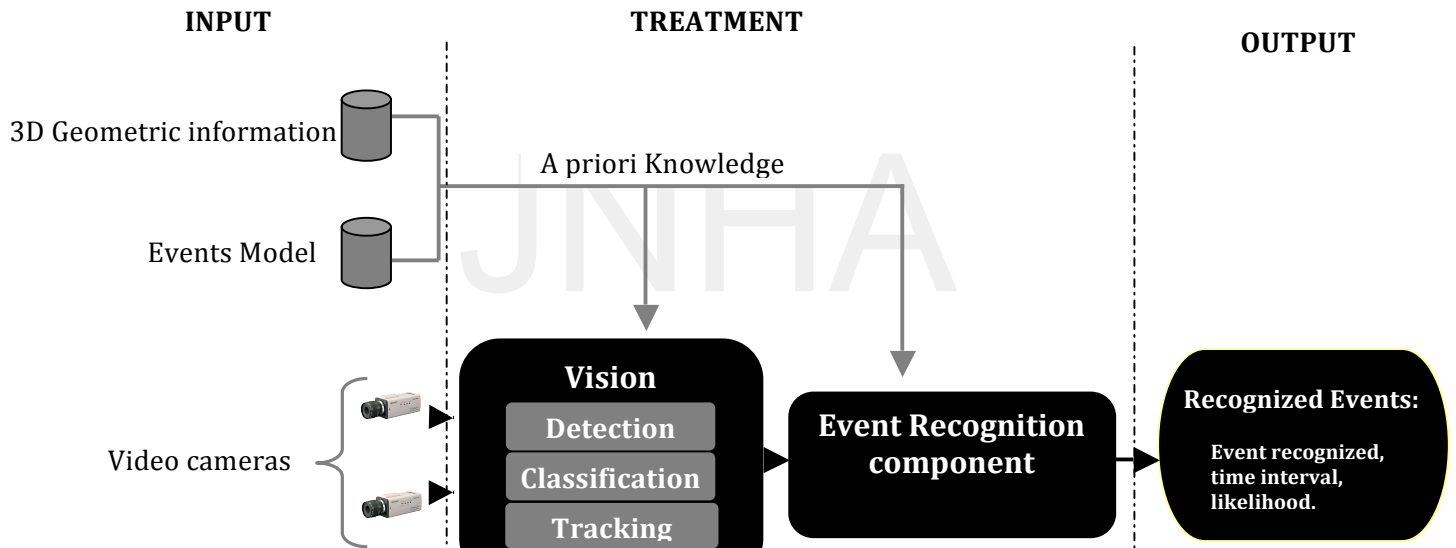 INPUT
TREATMENT
OUTPUT
3D Geometric information
A priori Knowledge
JNHA
Events Model
Vision
Detection
Classification
Tracking
Video cameras
Event Recognition
component
Recognized Events:
Event recognized,
time interval,
likelihood.